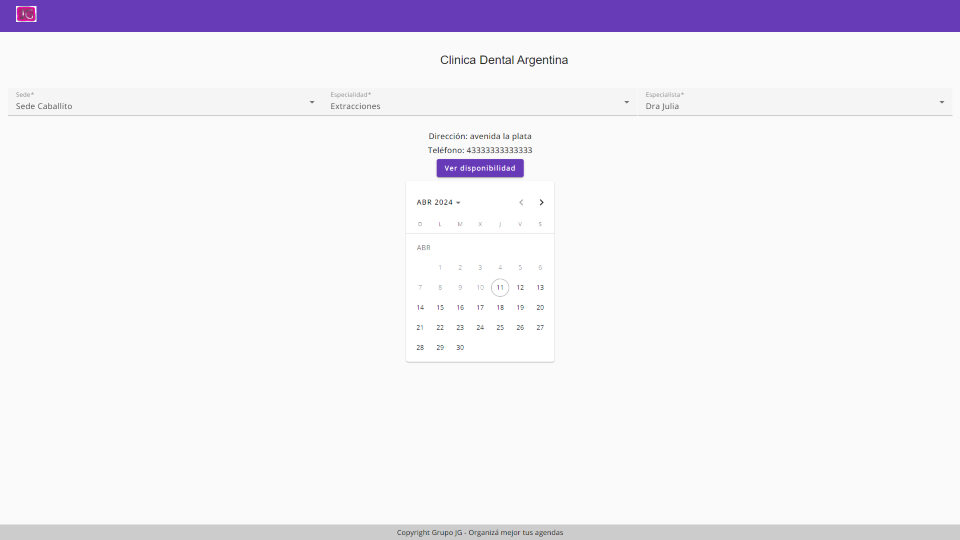 Clinica Dental Argentina
Sede* Especialidad* Especialista*
Sede Caballito Extracciones Dra Julia
Dirección: avenida la plata
Teléfono: 43333333333333
Ver disponibilidad
ABR 2024
D L M X J V S
ABR
1 2 3 4 5 6
7 8 9 10 11 12 13
14 15 16 17 18 19 20
21 22 23 24 25 26 27
28 29 30
Copyright Grupo JG - Organizá mejor tus agendas